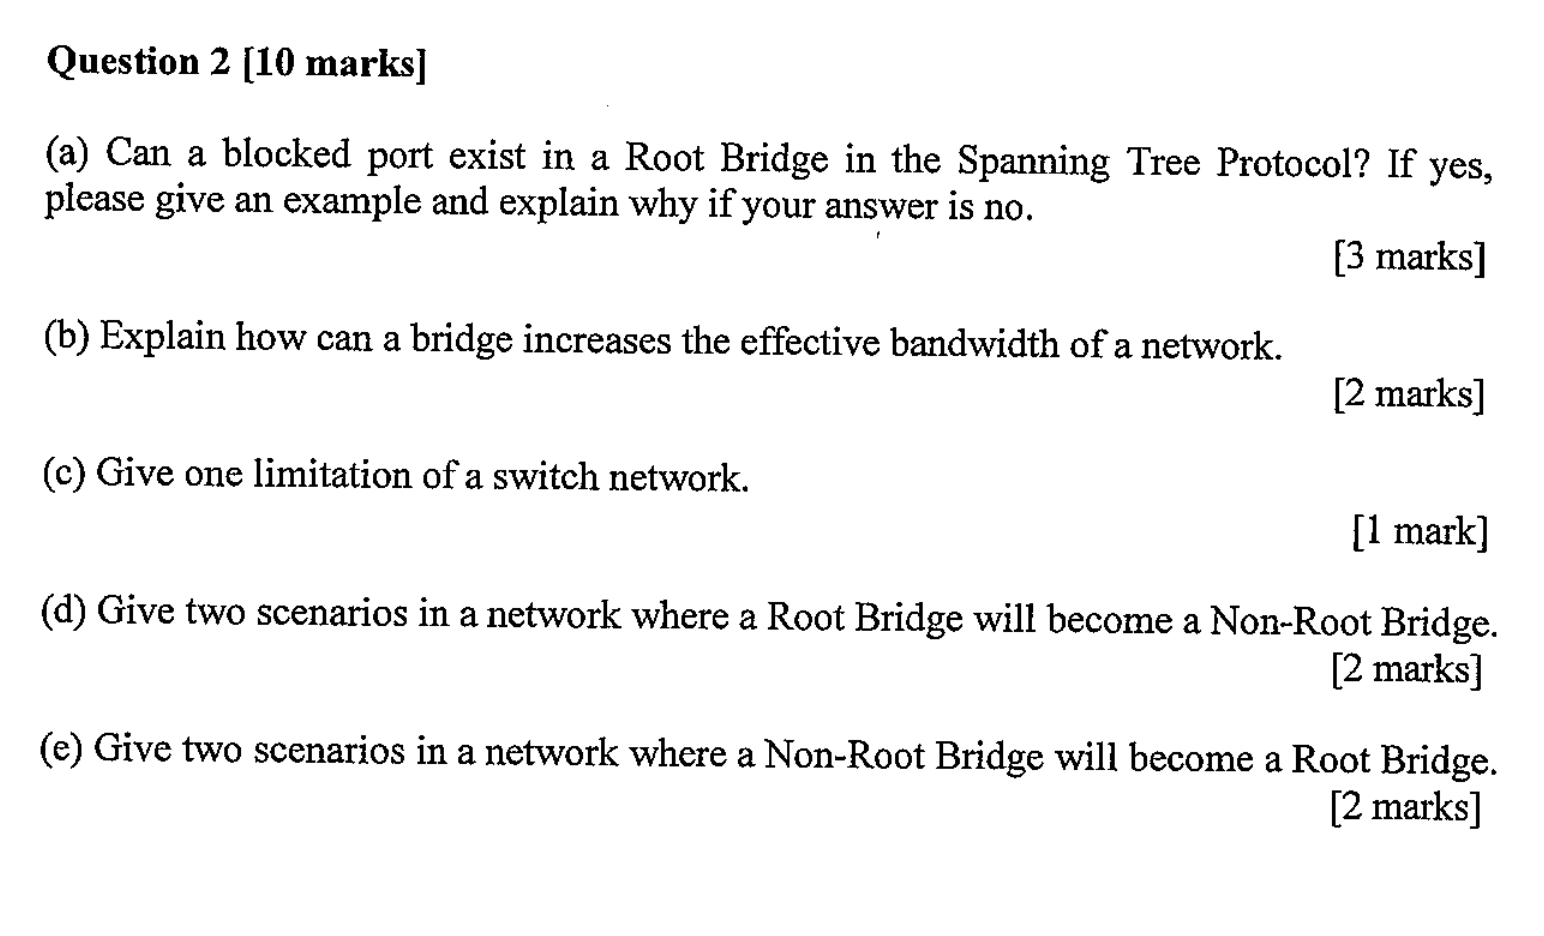 Question 2 [10 marks]
(a) Can a blocked port exist in a Root Bridge in the Spanning Tree Protocol? If yes,
please give an example and explain why if your answer is no.
[3 marks]
(b) Explain how can a bridge increases the effective bandwidth of a network.
[2 marks]
(c) Give one limitation of a switch network.
[1 mark]
(d) Give two scenarios in a network where a Root Bridge will become a Non-Root Bridge.
[2 marks]
(e) Give two scenarios in a network where a Non-Root Bridge will become a Root Bridge.
[2 marks]